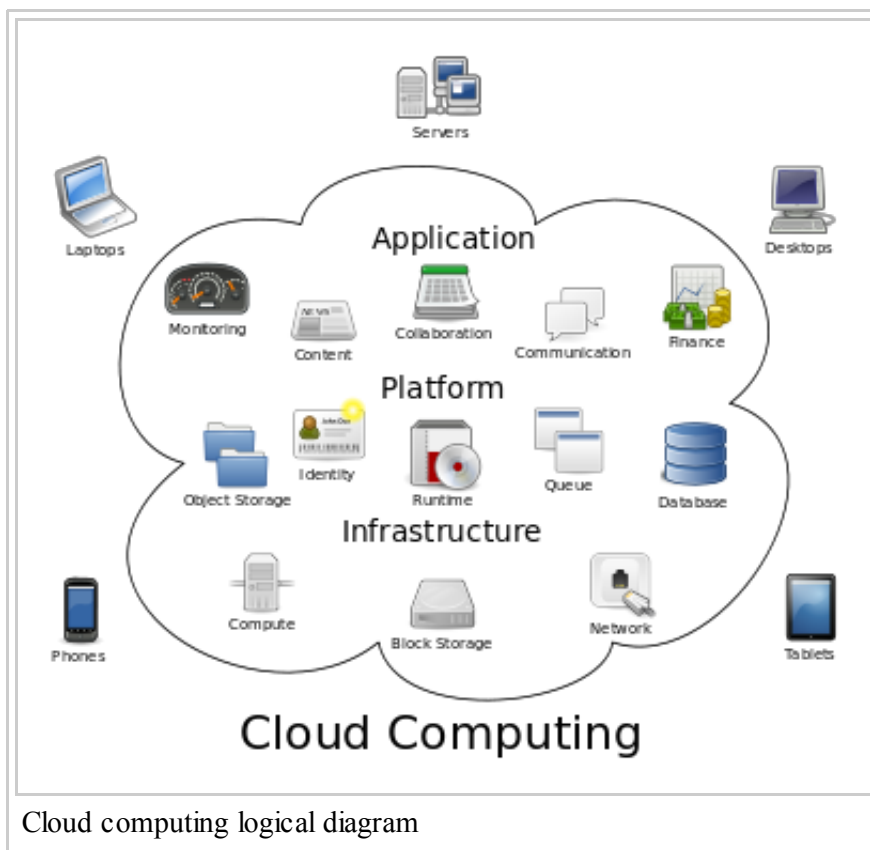 Servers
Laptops
Desktops
Application
Monitoring
Content
Collaboration
Communication
Finance
Platform
Object Storage
Identity
Runtime
Queue
Database
Infrastructure
Compute
Block Storage
Network
Phones
Tablets
Cloud Computing
Cloud computing logical diagram